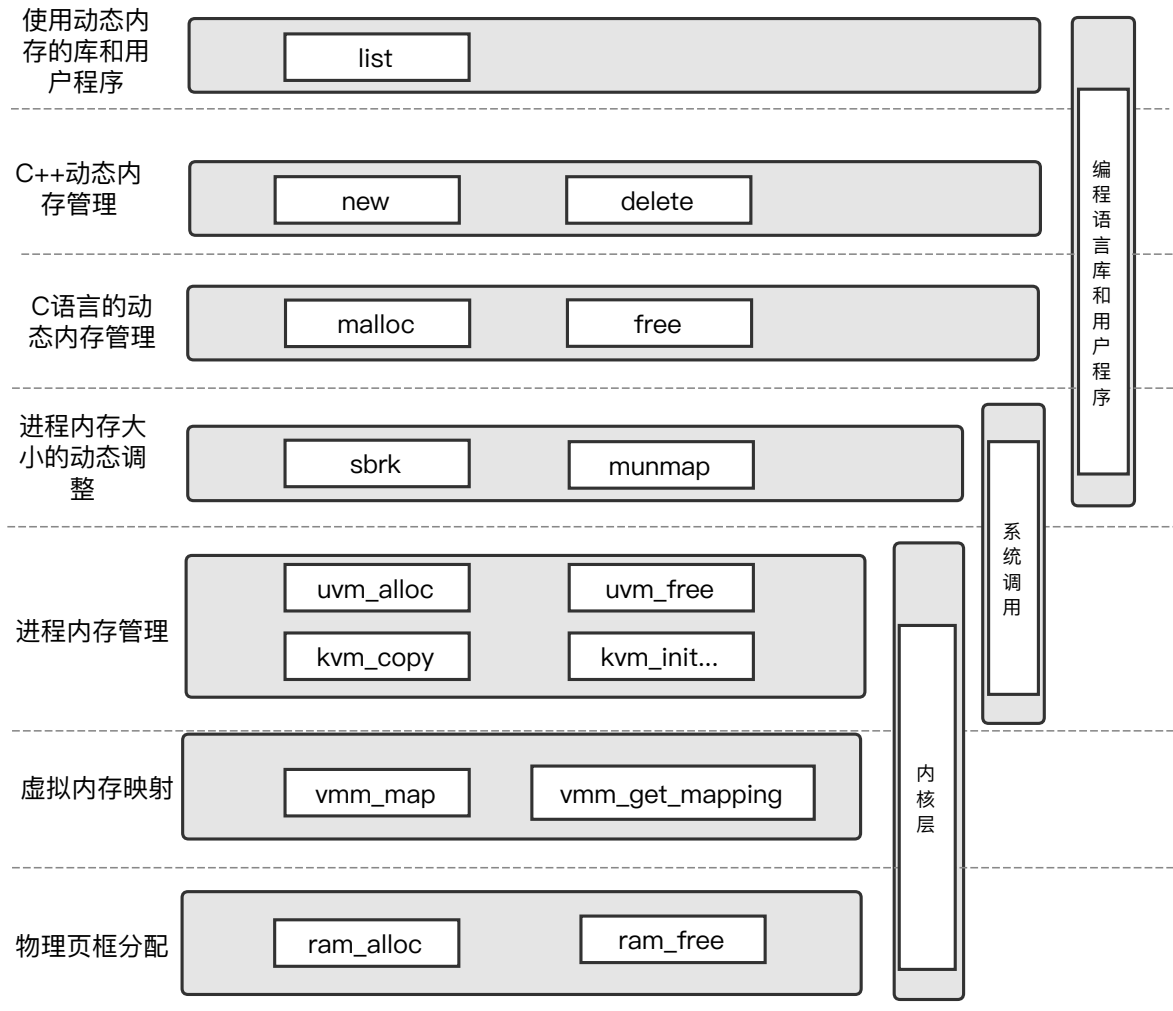 使用动态内
存的库和用
户程序
list
C++动态内
存管理
new
delete
C语言的动
态内存管理
malloc
free
进程内存大
小的动态调
整
sbrk
munmap
进程内存管理
uvm_alloc
uvm_free
kvm_copy
kvm_init...
虚拟内存映射
vmm_map
vmm_get_mapping
物理页框分配
ram_alloc
ram_free
编程语言库和用户程序
系统调用
内核层